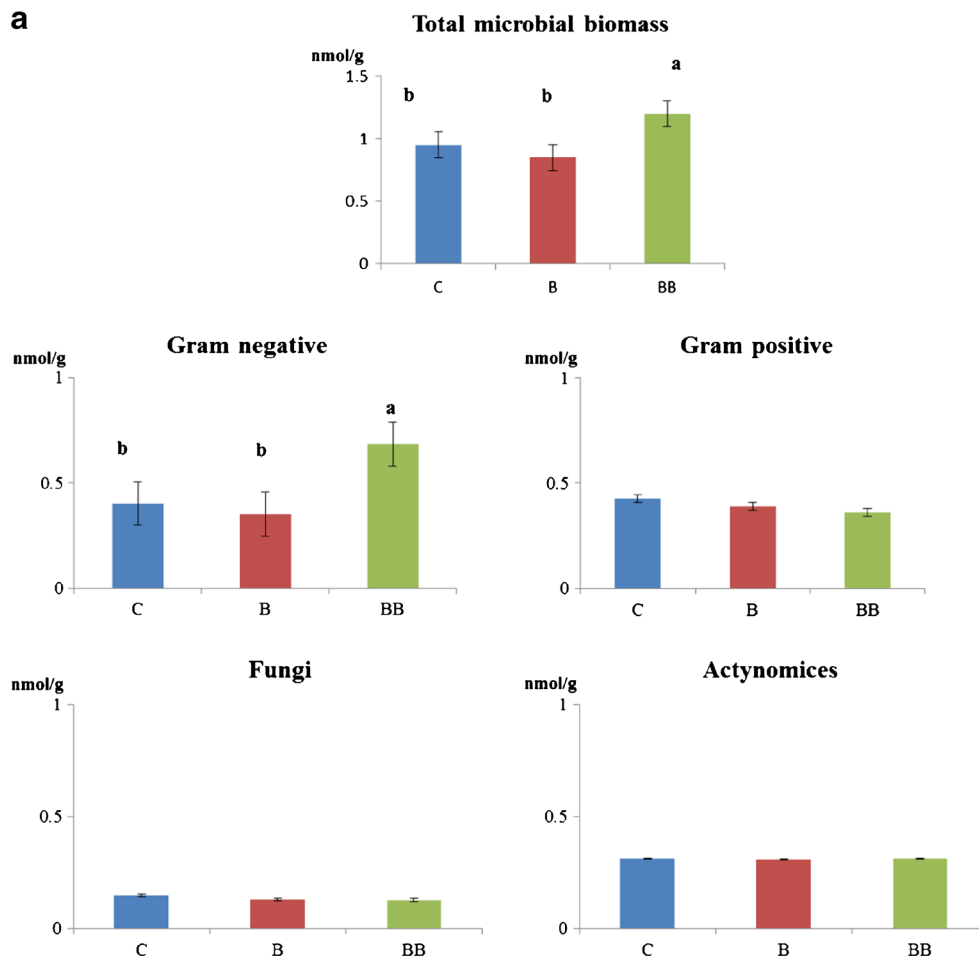 a
Total microbial biomass
nmol/g
1.5
1
0.5
0
b
b
a
C B BB
Gram negative
nmol/g
1
0.5
0
b
b
a
C B BB
Gram positive
nmol/g
1
0.5
0
C B BB
Fungi
nmol/g
1
0.5
0
C B BB
Actynomices
nmol/g
1
0.5
0
C B BB